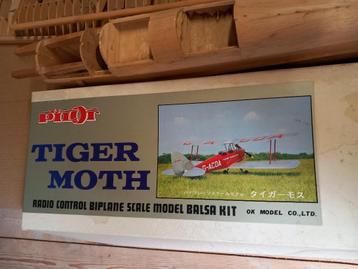 PILOT
TIGER
MOTH
G-ACDA
タイガーモス
RADIO CONTROL BIPLANE SCALE MODEL BALSA KIT
OK MODEL CO.,LTD.